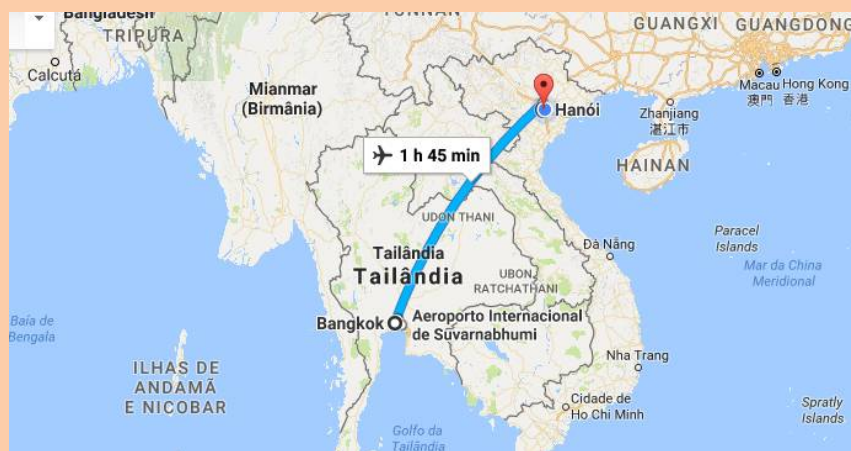 Bangladesh
TRIPURA
YUNNAN
GUANGXI
GUANGDONG
Calcutá
Mianmar
(Birmânia)
Hanói
Macau
澳門
Hong Kong
香港
Zhanjiang
湛江市
HAINAN
1 h 45 min
UDON THANI
Tailândia
Tailândia
UBON
RATCHATHANI
Đà Nẵng
Paracel
Islands
Mar da China
Meridional
Bangkok
Aeroporto Internacional
de Suvarnabhumi
Baía de
Bengala
ILHAS DE
ANDAMÃ
E NICOBAR
Nha Trang
Cidade de
Ho Chi Minh
Spratly
Islands
Golfo da
Tailândia